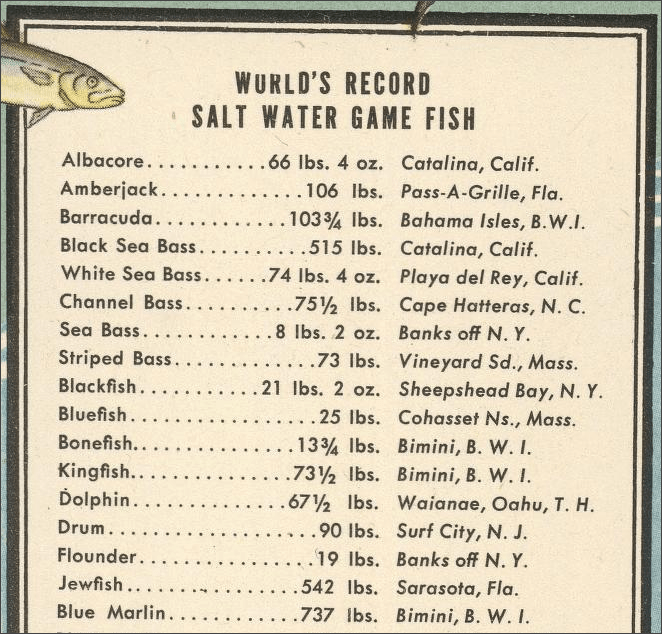 WORLD'S RECORD
SALT WATER GAME FISH
Albacore...........66 lbs. 4 oz. Catalina, Calif.
Amberjack..............106 lbs. Pass-A-Grille, Fla.
Barracuda............103¾ lbs. Bahama Isles, B.W.I.
Black Sea Bass..........515 lbs. Catalina, Calif.
White Sea Bass......74 lbs. 4 oz. Playa del Rey, Calif.
Channel Bass..........75½ lbs. Cape Hatteras, N. C.
Sea Bass............8 lbs. 2 oz. Banks off N. Y.
Striped Bass.............73 lbs. Vineyard Sd., Mass.
Blackfish...........21 lbs. 2 oz. Sheepshead Bay, N. Y.
Bluefish.................25 lbs. Cohasset Ns., Mass.
Bonefish...............13¾ lbs. Bimini, B. W. I.
Kingfish...............73½ lbs. Bimini, B. W. I.
Dolphin...............67½ lbs. Waianae, Oahu, T. H.
Drum...................90 lbs. Surf City, N. J.
Flounder................19 lbs. Banks off N. Y.
Jewfish................542 lbs. Sarasota, Fla.
Blue Marlin............737 lbs. Bimini, B. W. I.